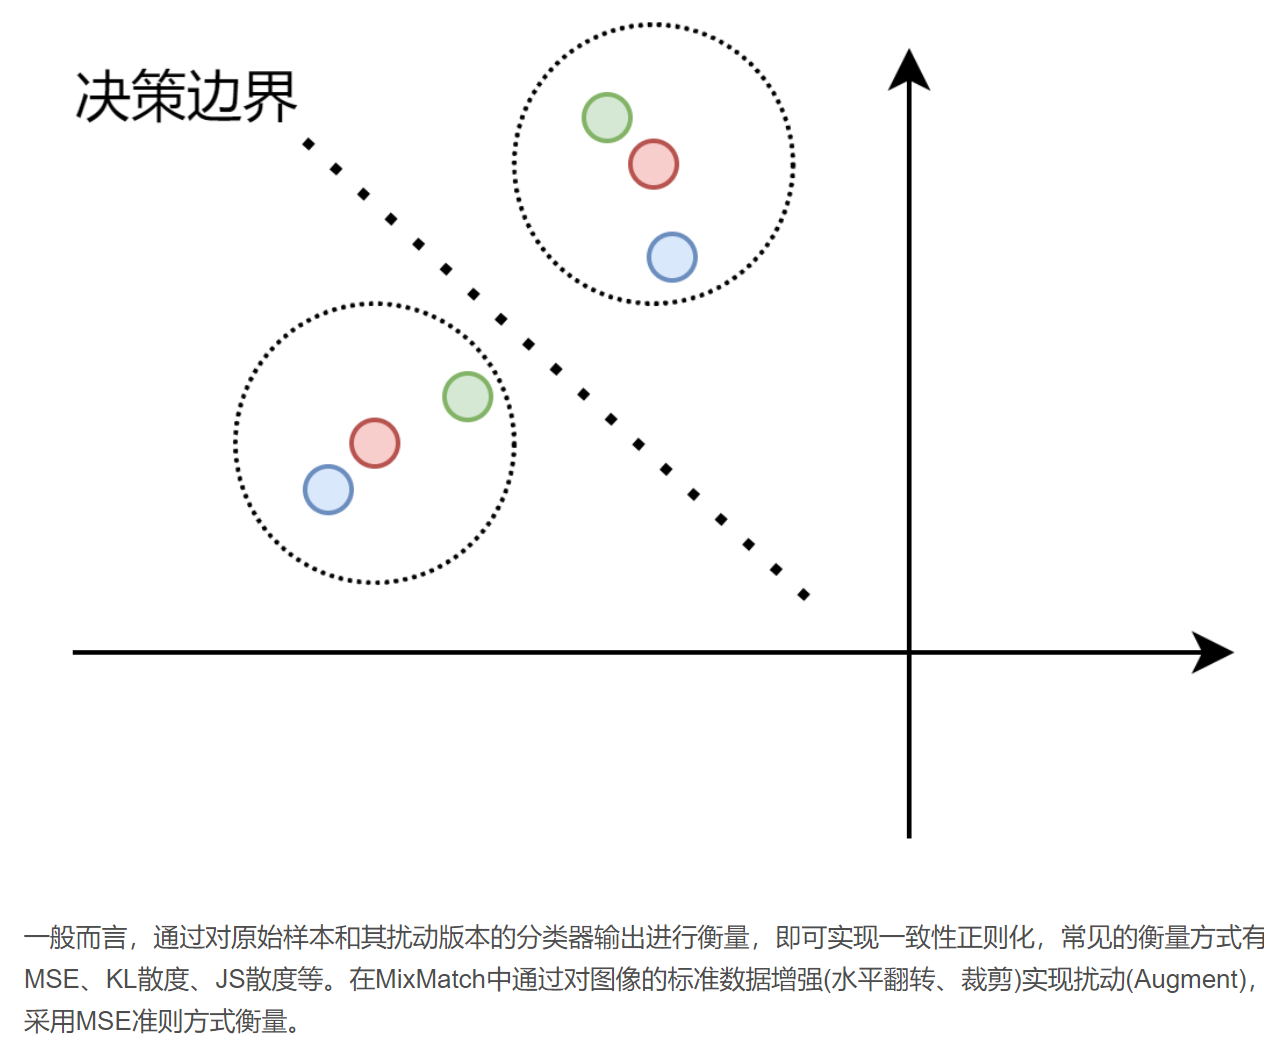 决策边界
一般而言，通过对原始样本和其扰动版本的分类器输出进行衡量，即可实现一致性正则化，常见的衡量方式有
MSE、KL散度、JS散度等。在MixMatch中通过对图像的标准数据增强(水平翻转、裁剪)实现扰动(Augment)，
采用MSE准则方式衡量。